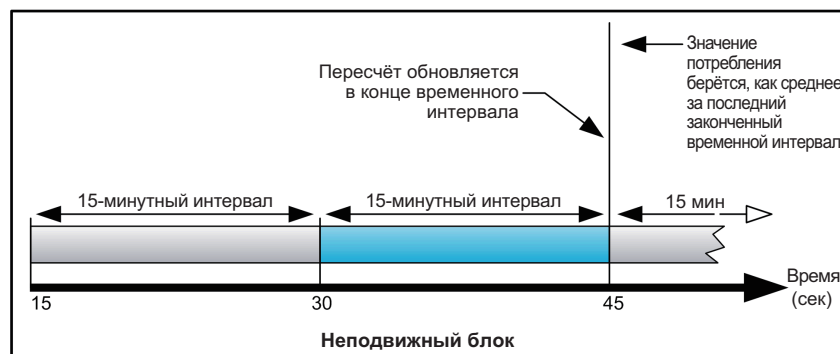 Значение
потребления
берётся, как среднее
за последний
законченный
временной интервал
Пересчёт обновляется
в конце временного
интервала
15-минутный интервал
15-минутный интервал
15 мин
Время
(сек)
15
30
45
Неподвижный блок